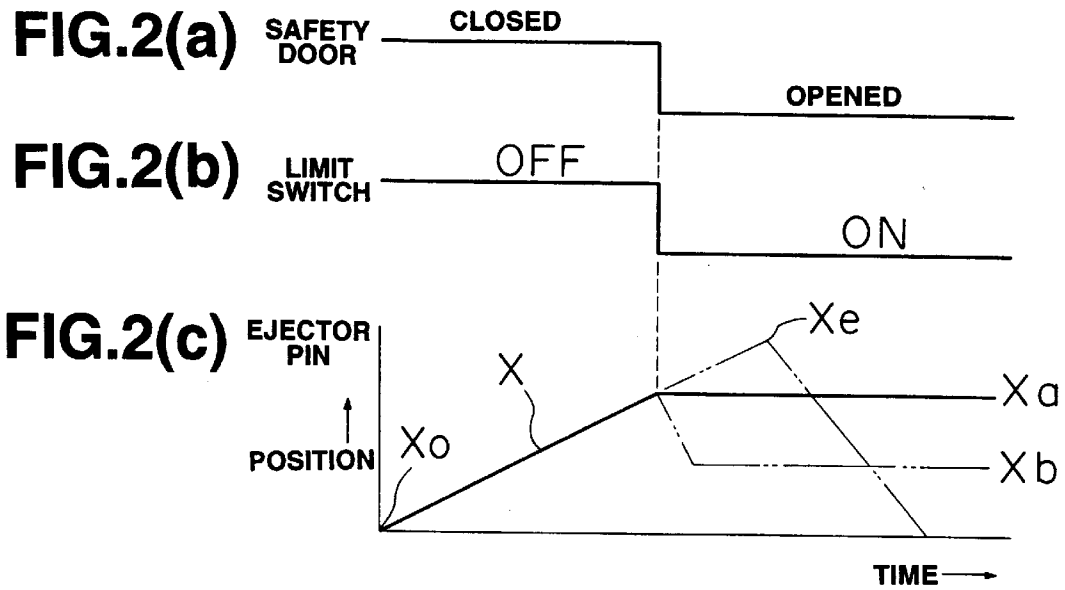 FIG.2(a)
SAFETY
DOOR
CLOSED
OPENED
FIG.2(b)
LIMIT
SWITCH
OFF
ON
FIG.2(c)
EJECTOR
PIN
POSITION
Xo
X
Xe
Xa
Xb
TIME